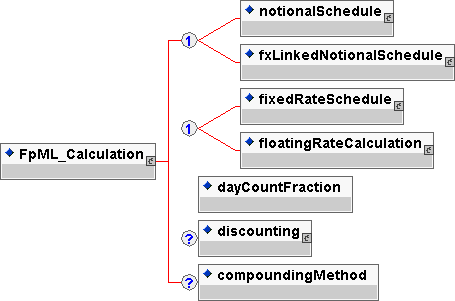 notionalSchedule
1
fxLinkedNotionalSchedule
fixedRateSchedule
1
floatingRateCalculation
FpML_Calculation
dayCountFraction
? discounting
? compoundingMethod